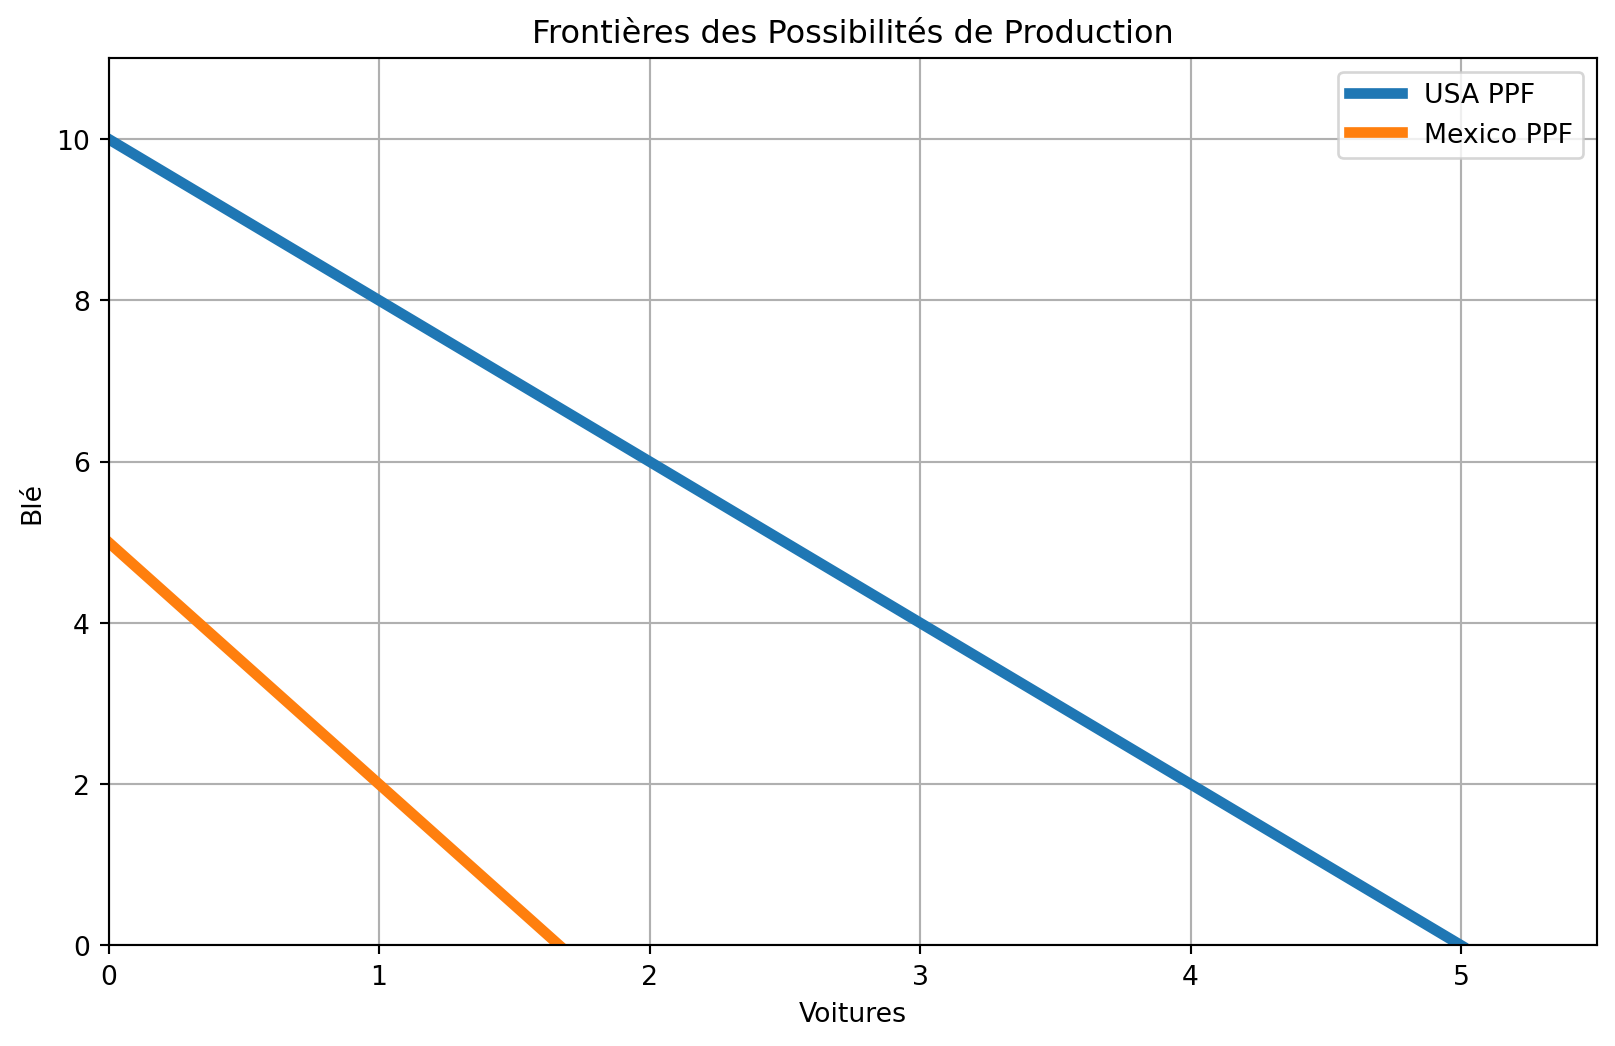 Frontières des Possibilités de Production
USA PPF
Mexico PPF
10
8
6
4
2
0
Blé
0 1 2 3 4 5
Voitures